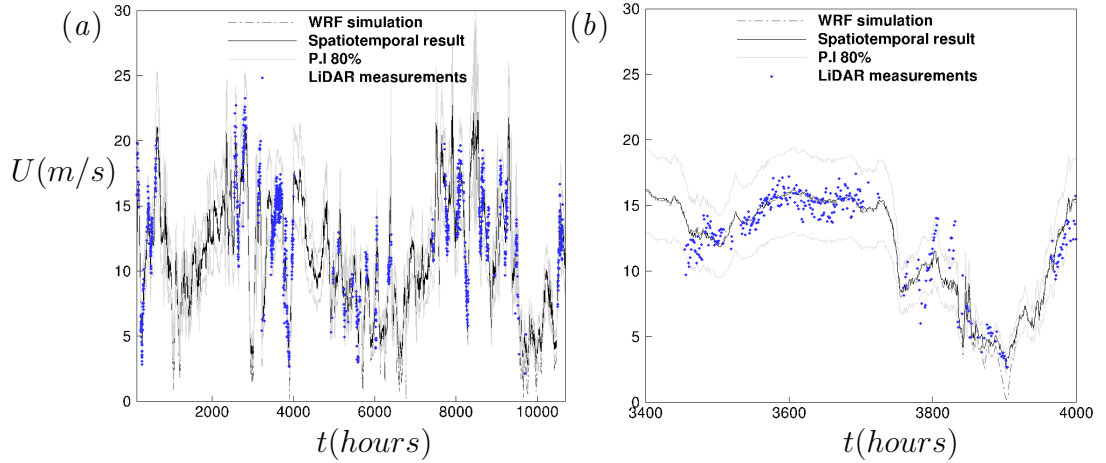 (a)
30
25
20
15
10
5
0
2000 4000 6000 8000 10000
U(m/s)
t(hours)
WRF simulation
Spatiotemporal result
P.I 80%
LiDAR measurements
(b)
30
25
20
15
10
5
0
3400 3600 3800 4000
t(hours)
WRF simulation
Spatiotemporal result
P.I 80%
LiDAR measurements